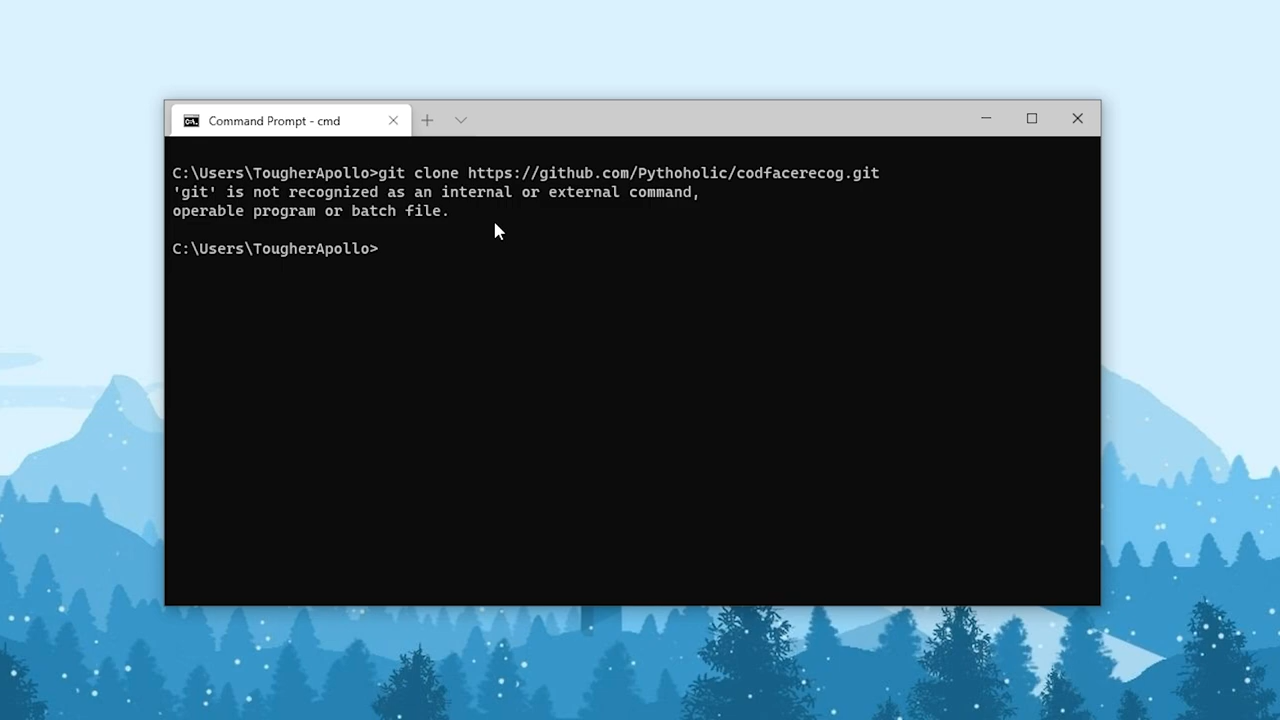 Command Prompt - cmd
C:\Users\TougherApollo>git clone https://github.com/Pythoholic/codfacerecog.git
'git' is not recognized as an internal or external command,
operable program or batch file.
C:\Users\TougherApollo>